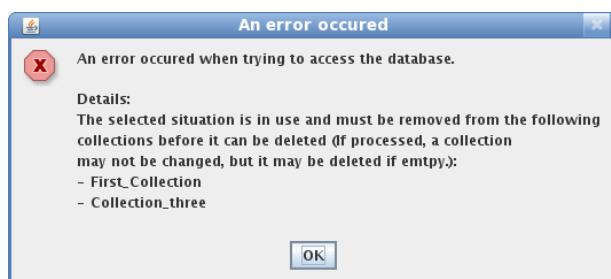 An error occured
An error occured when trying to access the database.
Details:
The selected situation is in use and must be removed from the following
collections before it can be deleted (If processed, a collection
may not be changed, but it may be deleted if emtpy.):
- First_Collection
- Collection_three
OK